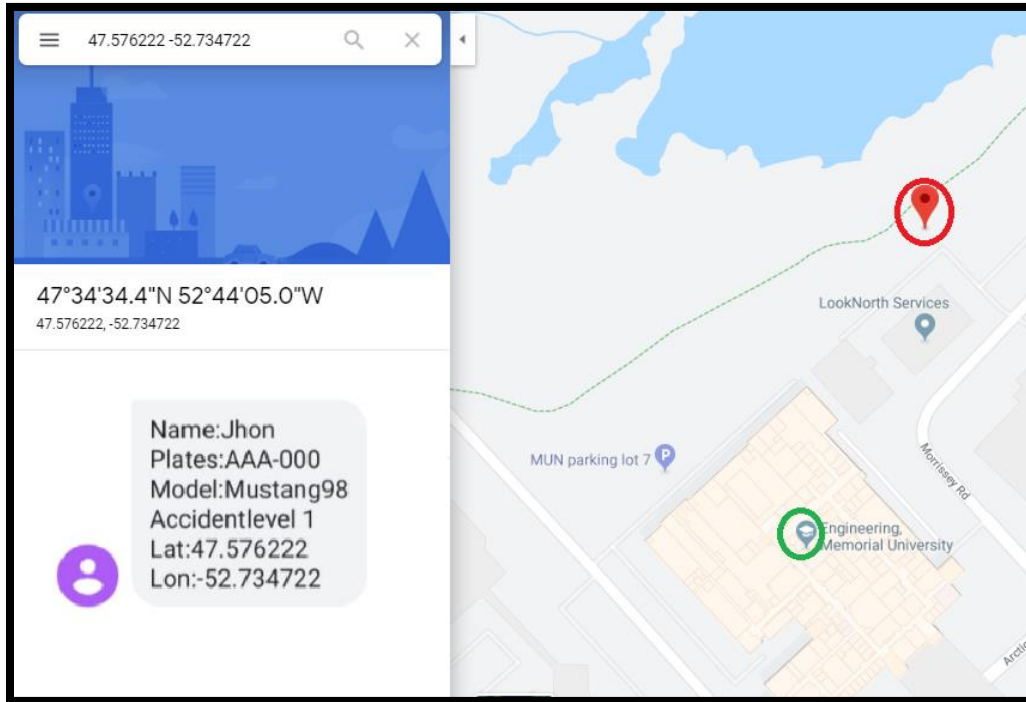 47.576222 -52.734722
47°34'34.4"N 52°44'05.0"W
47.576222, -52.734722
Name:Jhon
Plates:AAA-000
Model:Mustang98
Accidentlevel 1
Lat:47.576222
Lon:-52.734722
LookNorth Services
MUN parking lot 7 P
Morrissey Rd
Engineering,
Memorial University
Arctic